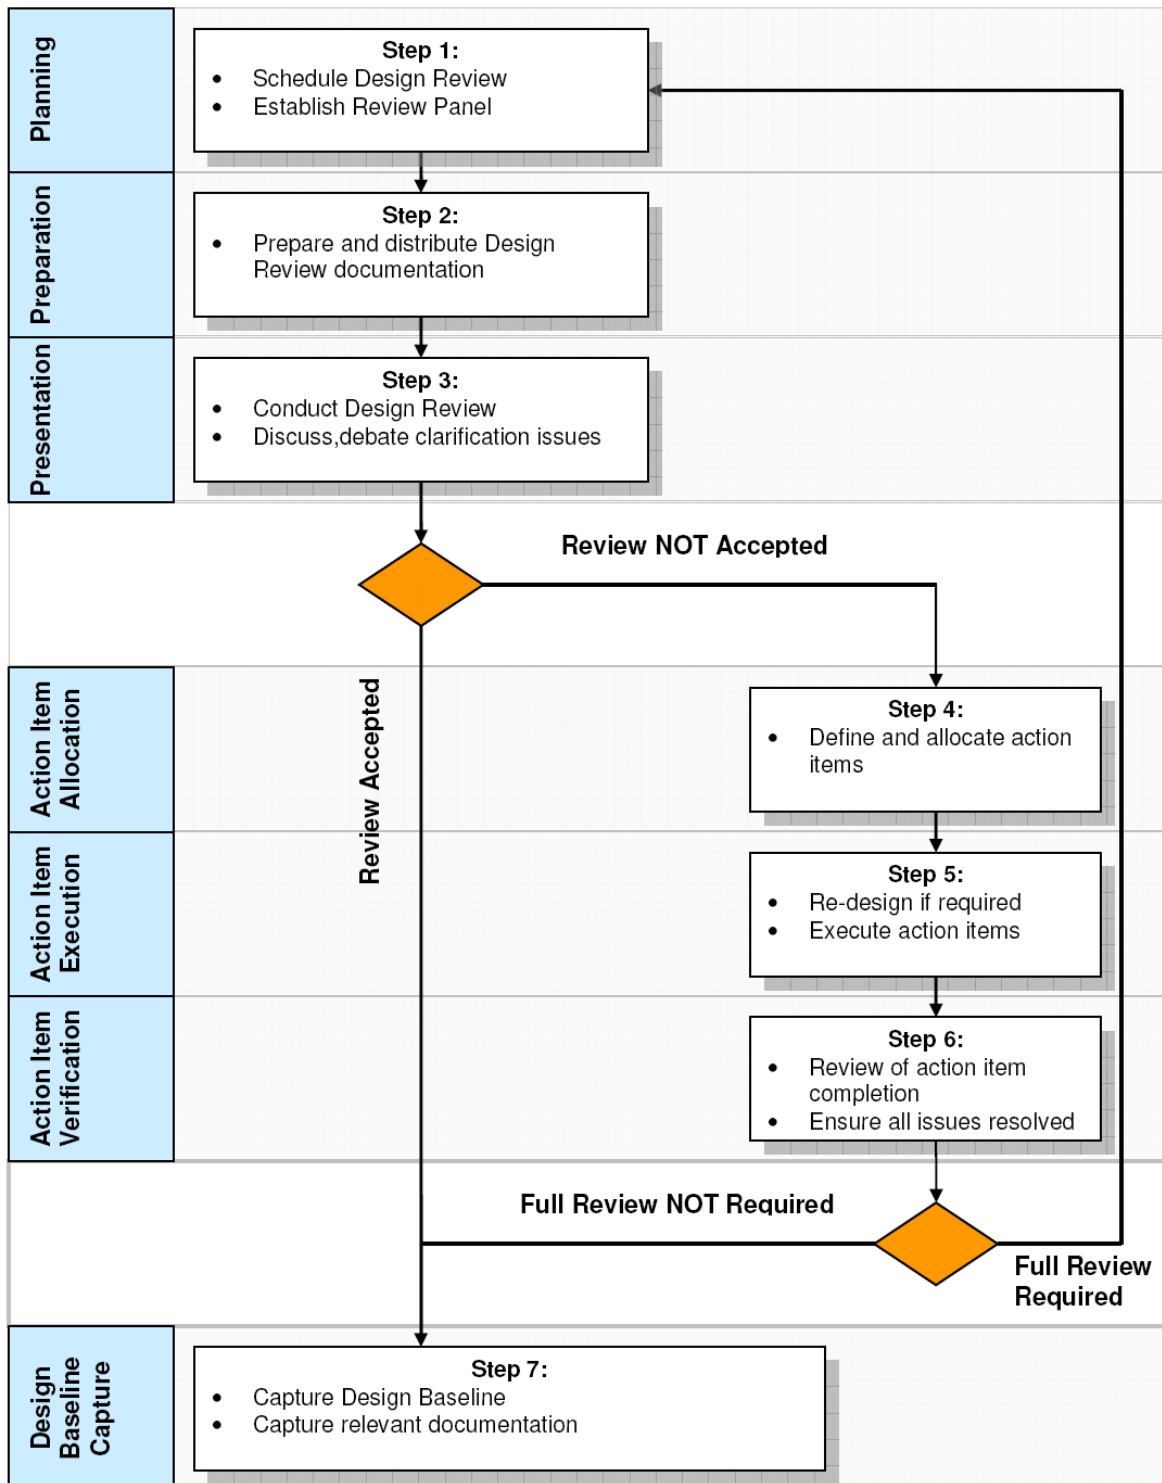 Planning
Step 1:
• Schedule Design Review
• Establish Review Panel
Preparation
Step 2:
• Prepare and distribute Design
Review documentation
Presentation
Step 3:
• Conduct Design Review
• Discuss,debate clarification issues
Review NOT Accepted
Review Accepted
Action Item
Allocation
Step 4:
• Define and allocate action
items
Action Item
Execution
Step 5:
• Re-design if required
• Execute action items
Action Item
Verification
Step 6:
• Review of action item
completion
• Ensure all issues resolved
Full Review NOT Required
Full Review
Required
Design
Baseline
Capture
Step 7:
• Capture Design Baseline
• Capture relevant documentation